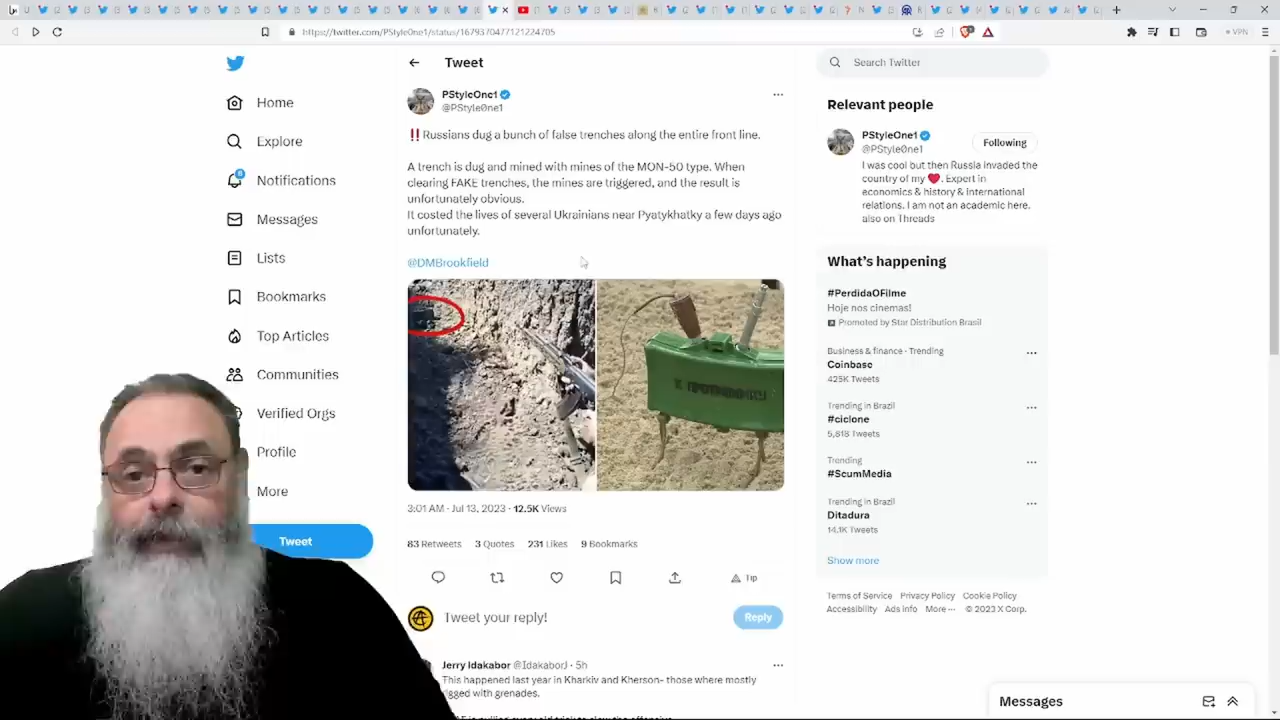 https://twitter.com/PStyle0ne1/status/1679370477121224705
VPN
Home
Explore
Notifications
Messages
Lists
Bookmarks
Top Articles
Communities
Verified Orgs
Profile
More
Tweet
Tweet
PStyleOne1
@PStyle0ne1
‼️Russians dug a bunch of false trenches along the entire front line.
A trench is dug and mined with mines of the MON-50 type. When
clearing FAKE trenches, the mines are triggered, and the result is
unfortunately obvious.
It costed the lives of several Ukrainians near Pyatykhatky a few days ago
unfortunately.
@DMBrookfield
3:01 AM · Jul 13, 2023 · 12.5K Views
83 Retweets 3 Quotes 231 Likes 9 Bookmarks
Tip
Tweet your reply!
Reply
Jerry Idakabor @IdakaborJ · 5h
This happened last year in Kharkiv and Kherson- those where mostly
gged with grenades.
Search Twitter
Relevant people
PStyleOne1
@PStyle0ne1
Following
I was cool but then Russia invaded the
country of my ❤️. Expert in
economics & history & International
relations. I am not an academic here.
also on Threads
What's happening
#PerdidaOFilme
Hoje nos cinemas!
Promoted by Star Distribution Brasil
Business & finance · Trending
Coinbase
425K Tweets
Trending in Brazil
#ciclone
5,818 Tweets
Trending
#ScumMedia
Trending in Brazil
Ditadura
14.1K Tweets
Show more
Terms of Service Privacy Policy Cookie Policy
Accessibility Ads info More ··· © 2023 X Corp.
Messages